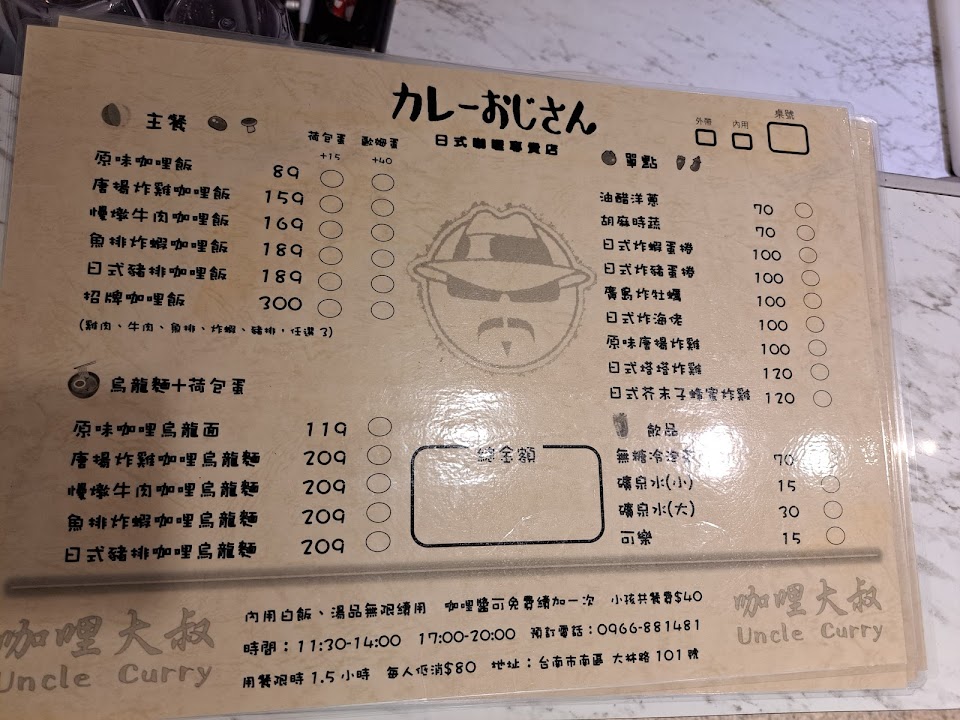 カレーおじさん
日式咖哩專賣店
外帶 內用 桌號
主餐 荷包蛋 歐姆蛋
+15 +40
原味咖哩飯 89
唐揚炸雞咖哩飯 159
慢燉牛肉咖哩飯 169
魚排炸蝦咖哩飯 189
日式豬排咖哩飯 189
招牌咖哩飯 300
(雞肉、牛肉、魚排、炸蝦、豬排,任選3)
烏龍麵+荷包蛋
原味咖哩烏龍面 119
唐揚炸雞咖哩烏龍麵 209
慢燉牛肉咖哩烏龍麵 209
魚排炸蝦咖哩烏龍麵 209
日式豬排咖哩烏龍麵 209
單點
油醋洋蔥 70
胡麻時蔬 70
日式炸蝦蛋捲 100
日式炸豬蛋捲 100
廣島炸牡蠣 100
日式炸海佬 100
原味唐揚炸雞 100
日式塔塔炸雞 120
日式芥末子蜂蜜炸雞 120
飲品
無糖冷泡茶 70
礦泉水(小) 15
礦泉水(大) 30
可樂 15
總金額
咖哩大叔
Uncle Curry
內用白飯、湯品無限續用 咖哩醬可免費續加一次 小孩共餐費$40
時間:11:30-14:00 17:00-20:00 預訂電話:0966-881481
用餐限時1.5小時 每人低消$80 地址:台南市南區 大林路101號
咖哩大叔
Uncle Curry